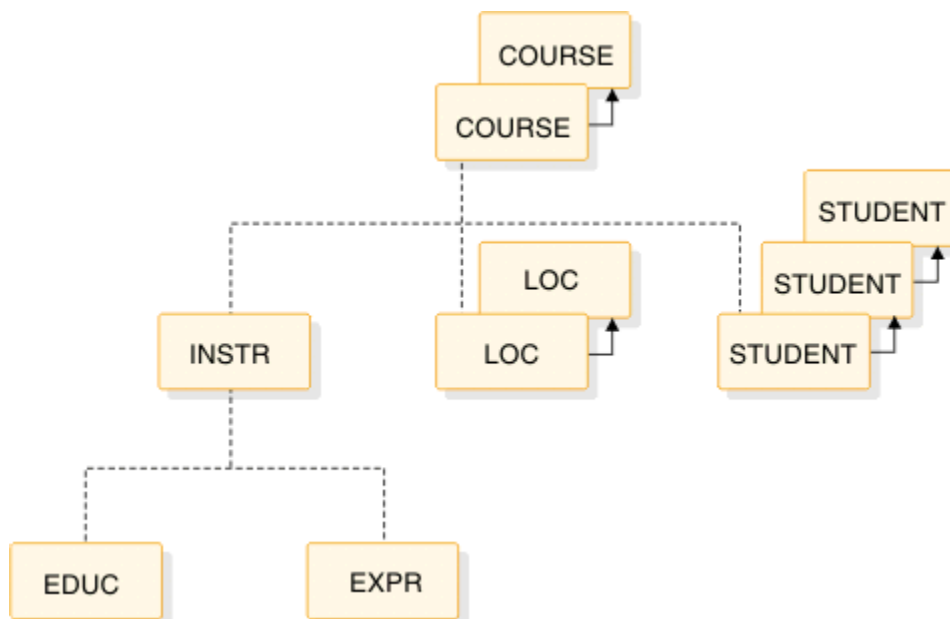 COURSE
COURSE
STUDENT
LOC
STUDENT
INSTR
LOC
STUDENT
EDUC
EXPR